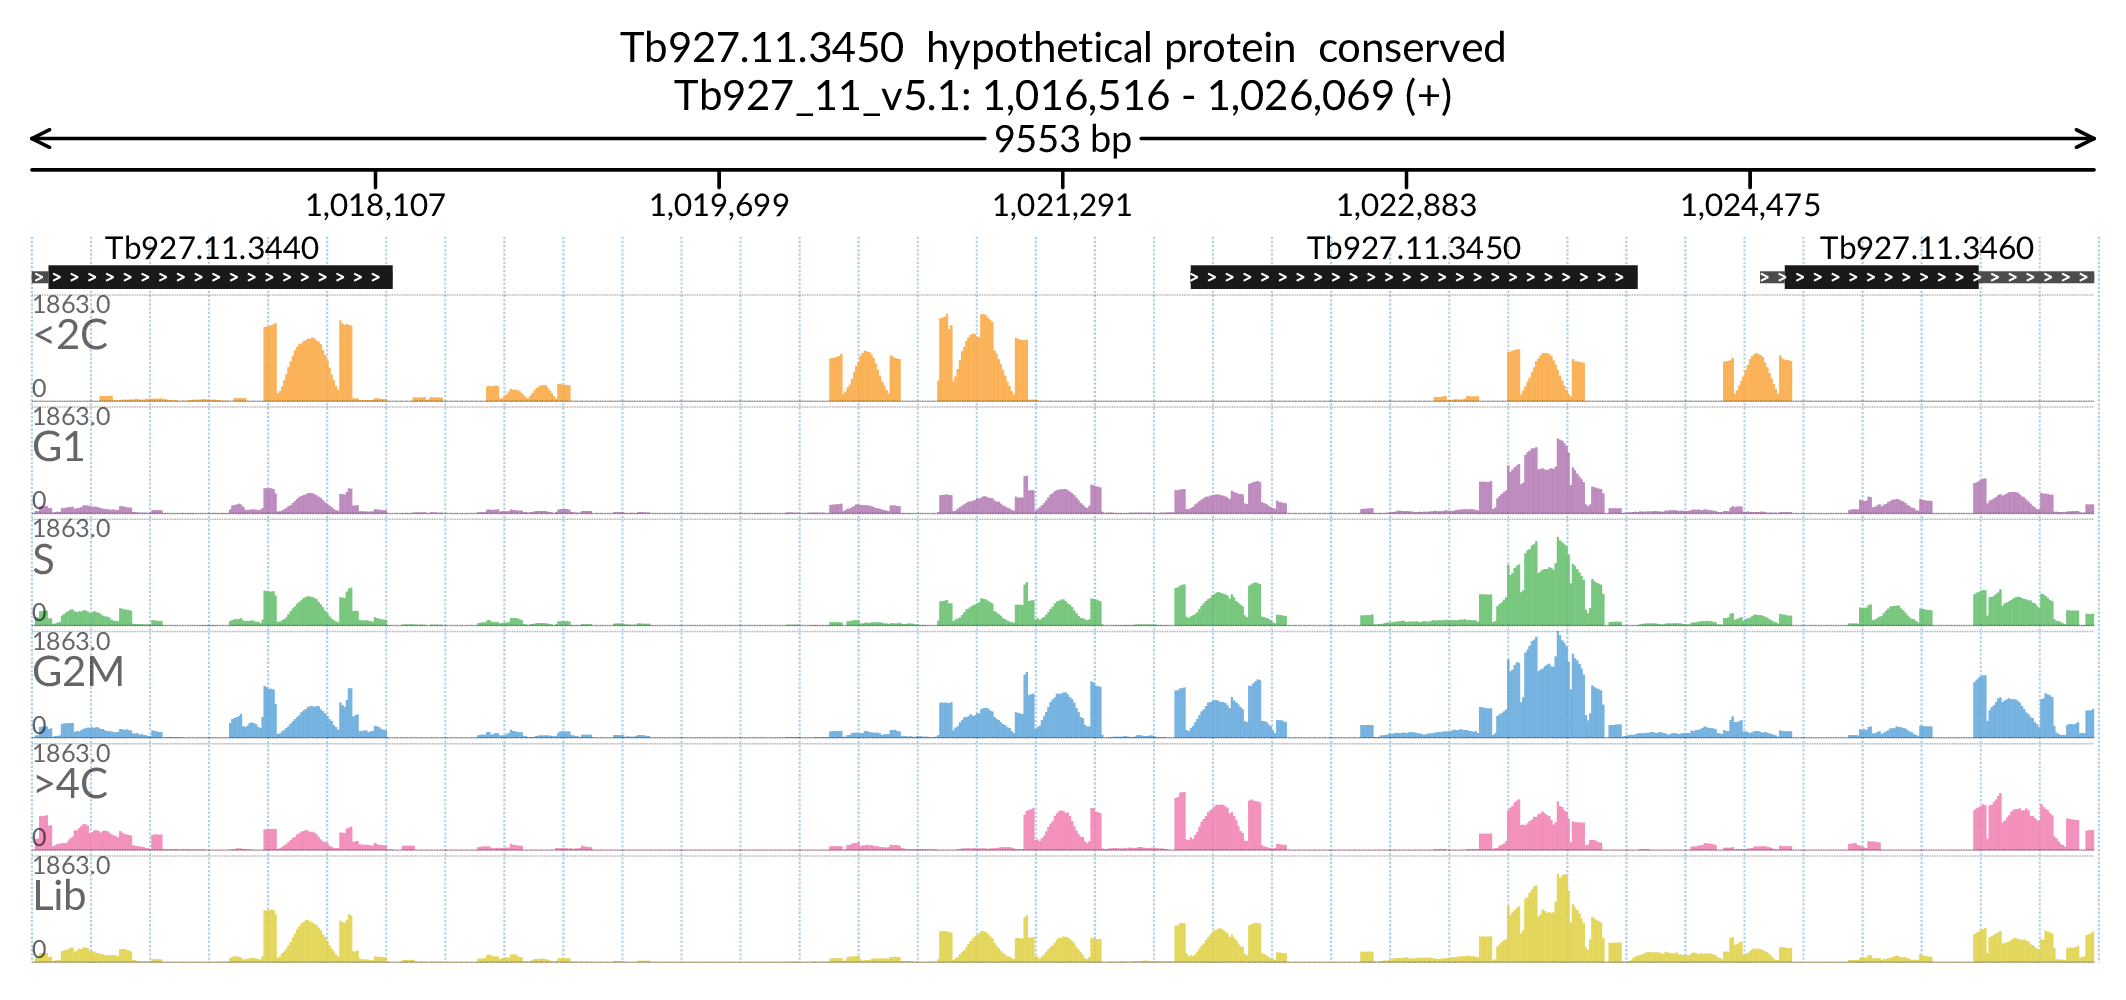 Tb927.11.3450  hypothetical protein  conserved
Tb927_11_v5.1: 1,016,516 - 1,026,069 (+)
9553 bp
1,018,107 1,019,699 1,021,291 1,022,883 1,024,475
Tb927.11.3440 Tb927.11.3450 Tb927.11.3460
1863.0
<2C
0
1863.0
G1
0
1863.0
S
0
1863.0
G2M
0
1863.0
>4C
0
1863.0
Lib
0